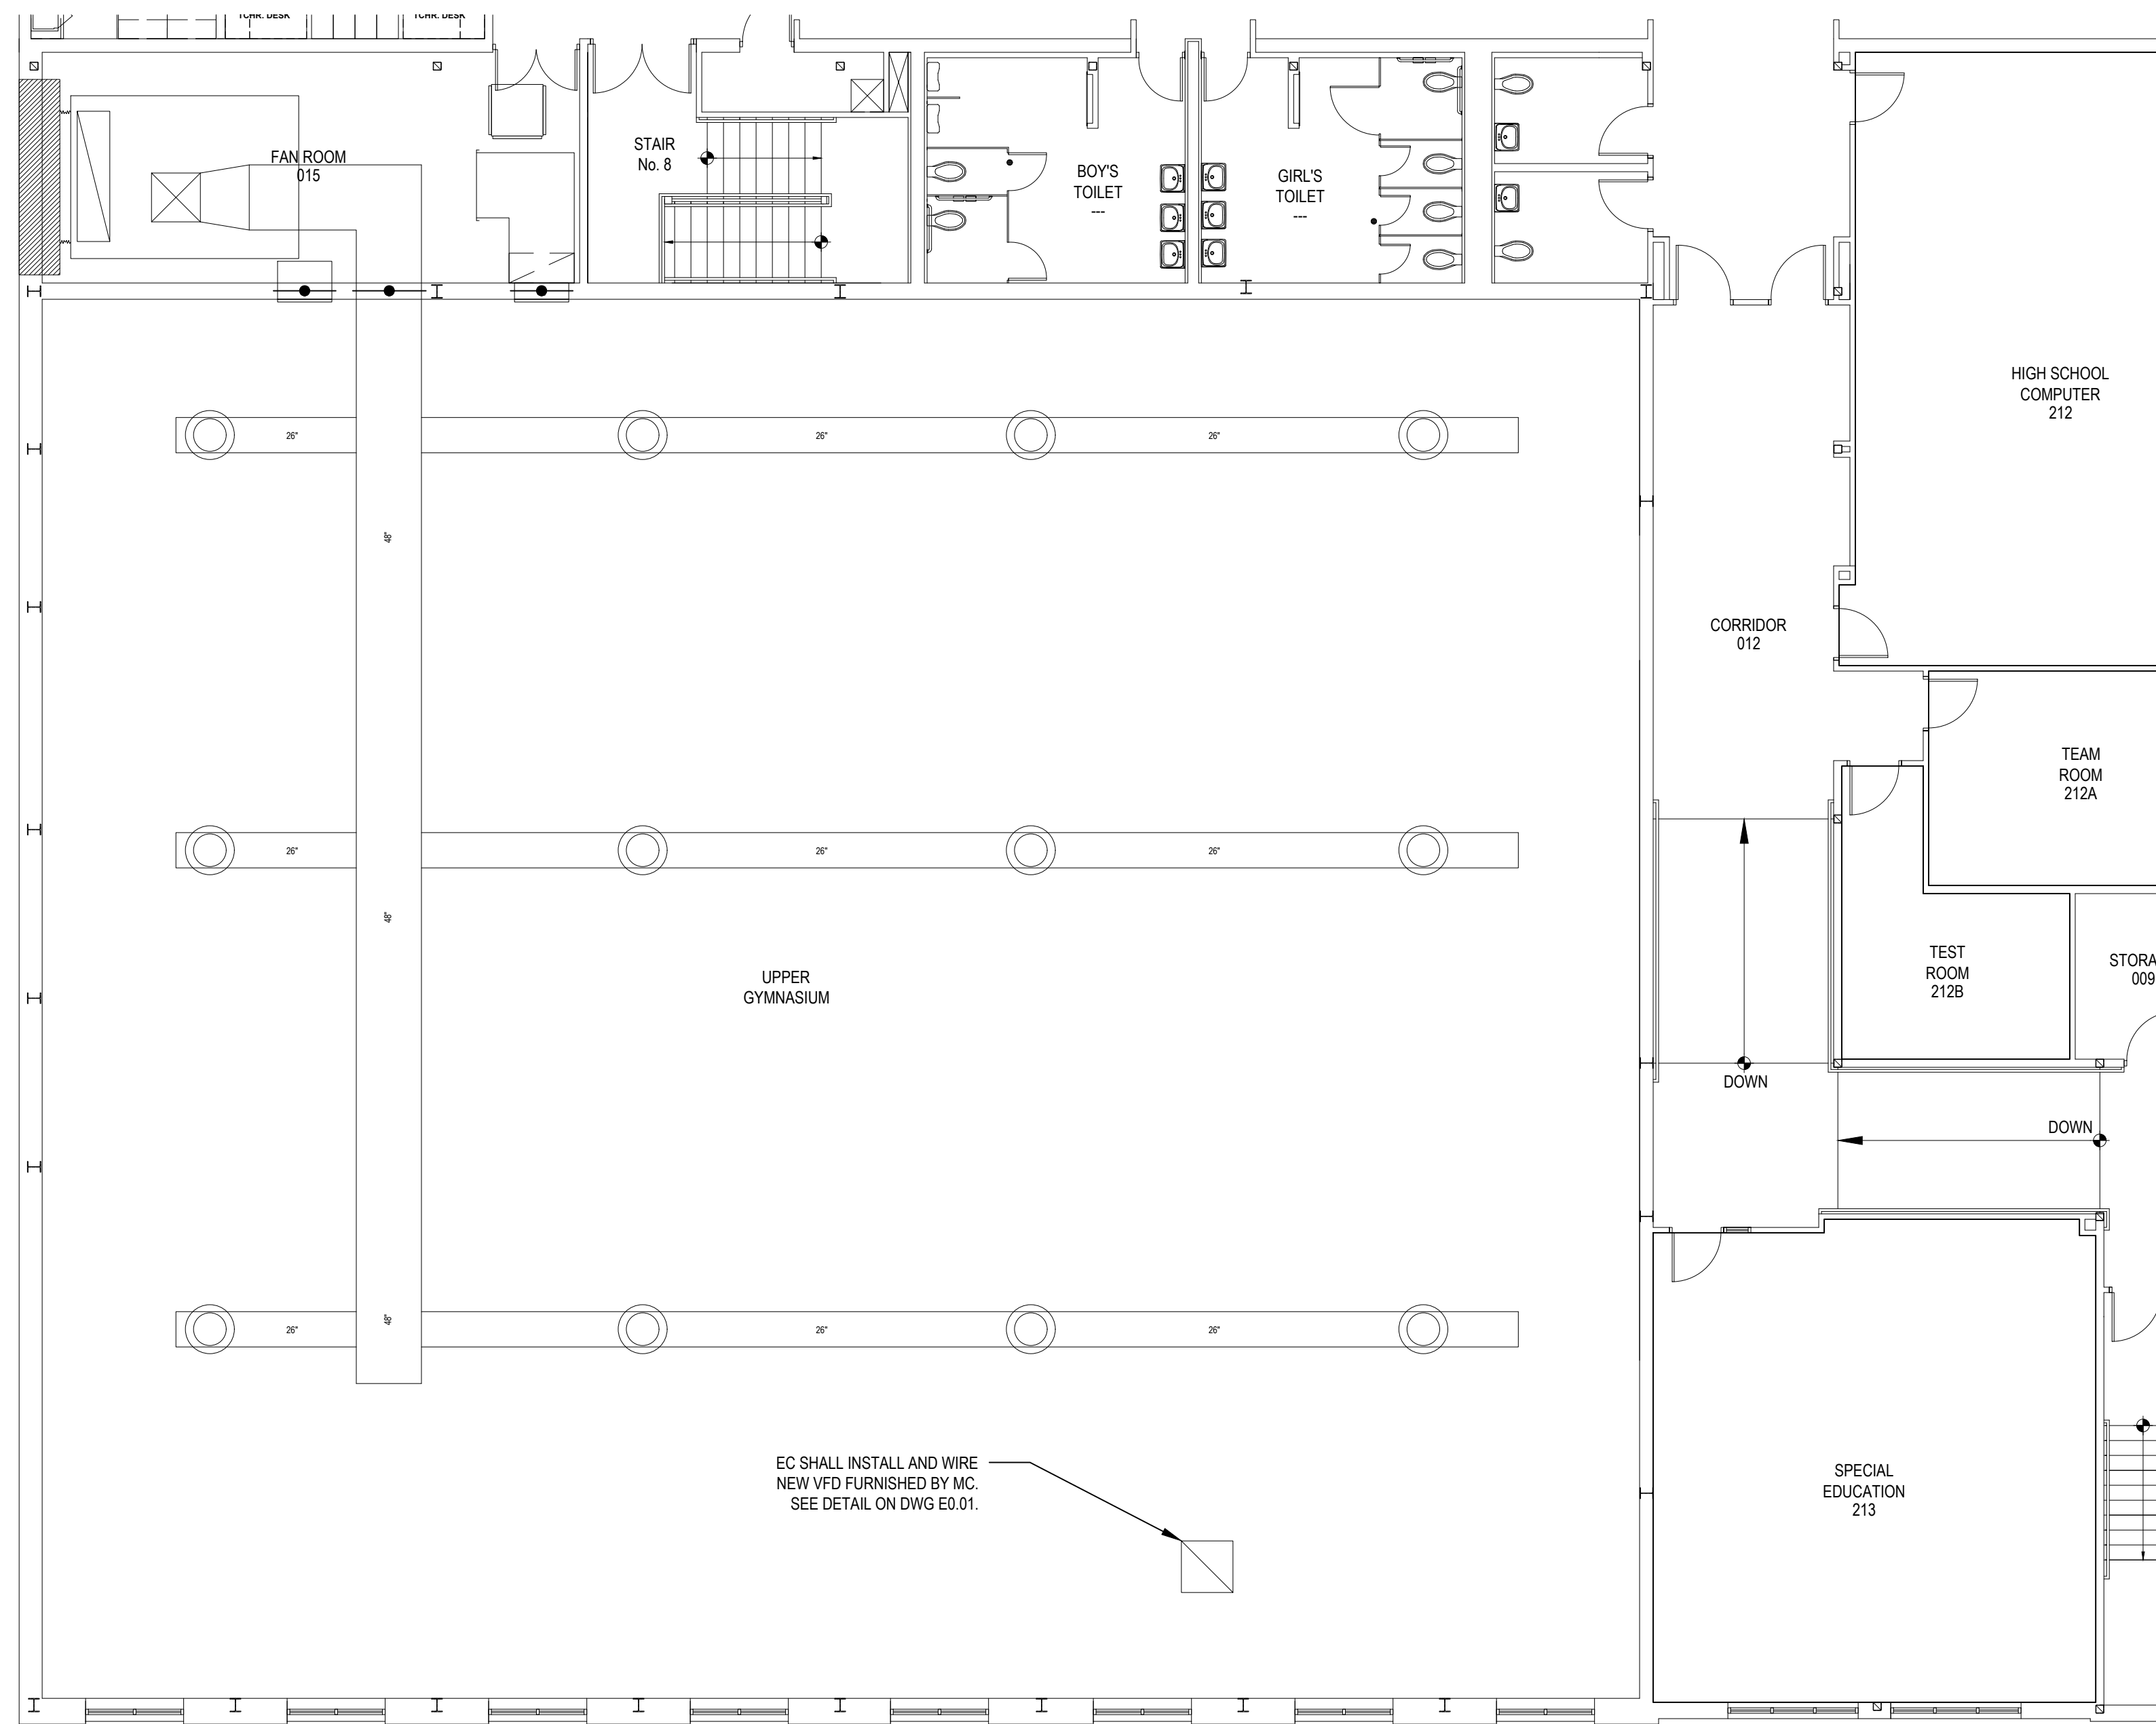 TCHR. DESK
TCHR. DESK
FAN ROOM
015
STAIR
No. 8
BOY'S
TOILET
---
GIRL'S
TOILET
---
HIGH SCHOOL
COMPUTER
212
26"
26"
26"
48"
CORRIDOR
012
TEAM
ROOM
212A
26"
26"
26"
48"
UPPER
GYMNASIUM
TEST
ROOM
212B
STORA
009
DOWN
DOWN
26"
26"
26"
48"
EC SHALL INSTALL AND WIRE
NEW VFD FURNISHED BY MC.
SEE DETAIL ON DWG E0.01.
SPECIAL
EDUCATION
213